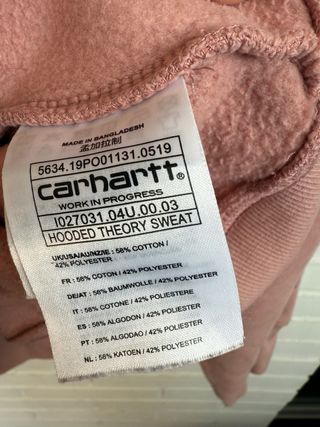 MADE IN BANGLADESH
孟加拉制
5634.19PO01131.0519
carhartt®
WORK IN PROGRESS
I027031.04U.00.03
HOODED THEORY SWEAT
UK/USA/AU/NZ/IE : 58% COTTON /
42% POLYESTER
FR : 58% COTON / 42% POLYESTER
DE/AT : 58% BAUMWOLLE / 42% POLYESTER
IT : 58% COTONE / 42% POLIESTERE
ES : 58% ALGODON / 42% POLIESTER
PT : 58% ALGODAO / 42% POLIESTER
NL : 58% KATOEN / 42% POLYESTER